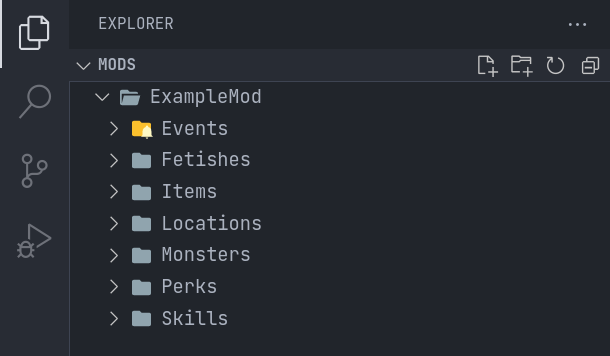 EXPLORER
MODS
ExampleMod
Events
Fetishes
Items
Locations
Monsters
Perks
Skills